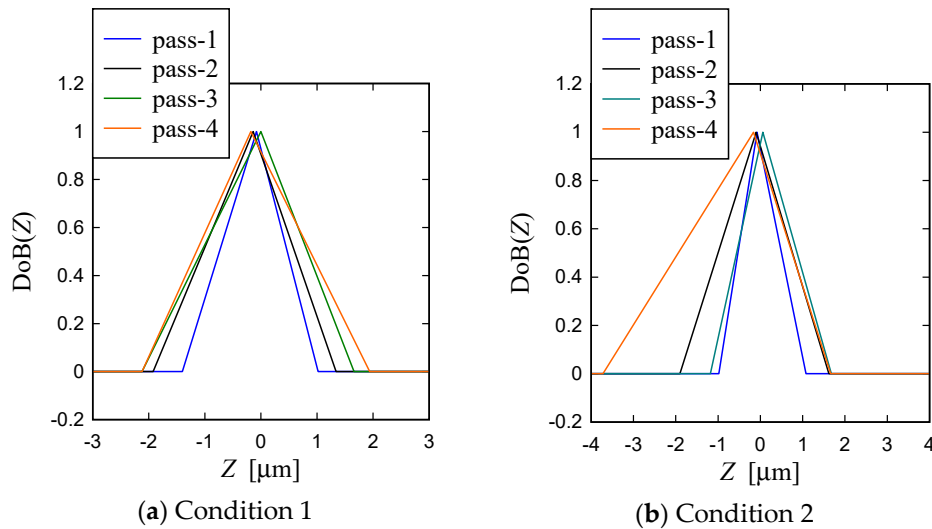 pass-1
pass-2
pass-3
pass-4
1.2
1
0.8
0.6
0.4
0.2
0
-0.2
DoB(Z)
-3 -2 -1 0 1 2 3
Z [μm]
(a) Condition 1
pass-1
pass-2
pass-3
pass-4
1.2
1
0.8
0.6
0.4
0.2
0
-0.2
DoB(Z)
-4 -3 -2 -1 0 1 2 3 4
Z [μm]
(b) Condition 2